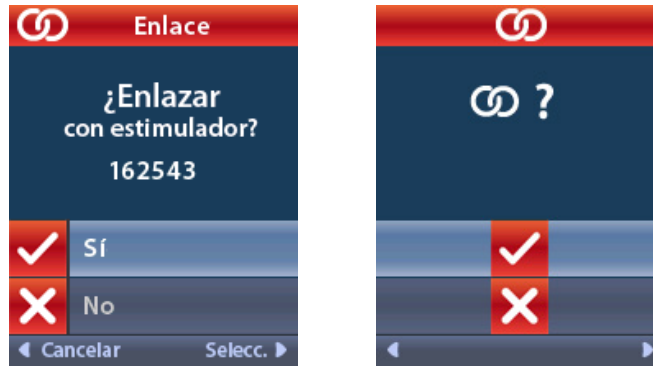 Enlace
¿Enlazar
con estimulador?
162543
Sí
No
Cancelar Selecc.
?